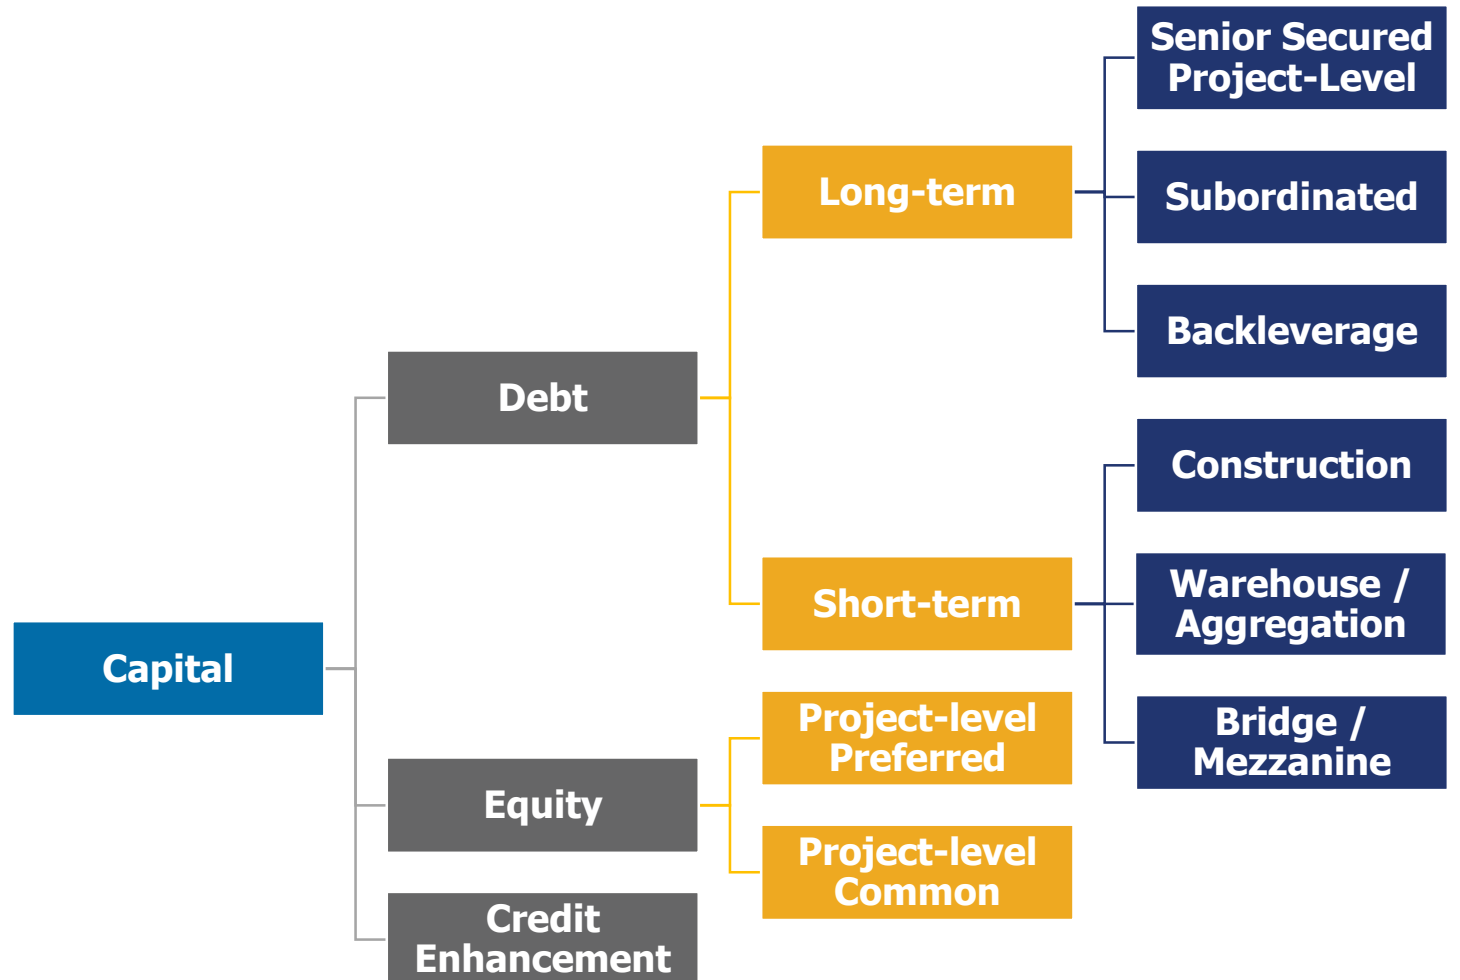 Capital
Debt
Long-term
Senior Secured
Project-Level
Subordinated
Backleverage
Short-term
Construction
Warehouse /
Aggregation
Bridge /
Mezzanine
Equity
Project-level
Preferred
Project-level
Common
Credit
Enhancement